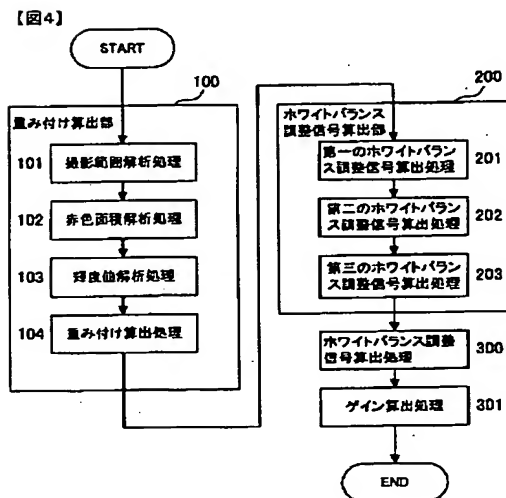 【図4】
START
100
重み付け算出部
101
撮影範囲解析処理
102
赤色面積解析処理
103
輝度値解析処理
104
重み付け算出処理
200
ホワイトバランス
調整信号算出部
第一のホワイトバラン
ス調整信号算出処理
201
第二のホワイトバラン
ス調整信号算出処理
202
第三のホワイトバラン
ス調整信号算出処理
203
ホワイトバランス調整
信号算出処理
300
ゲイン算出処理
301
END